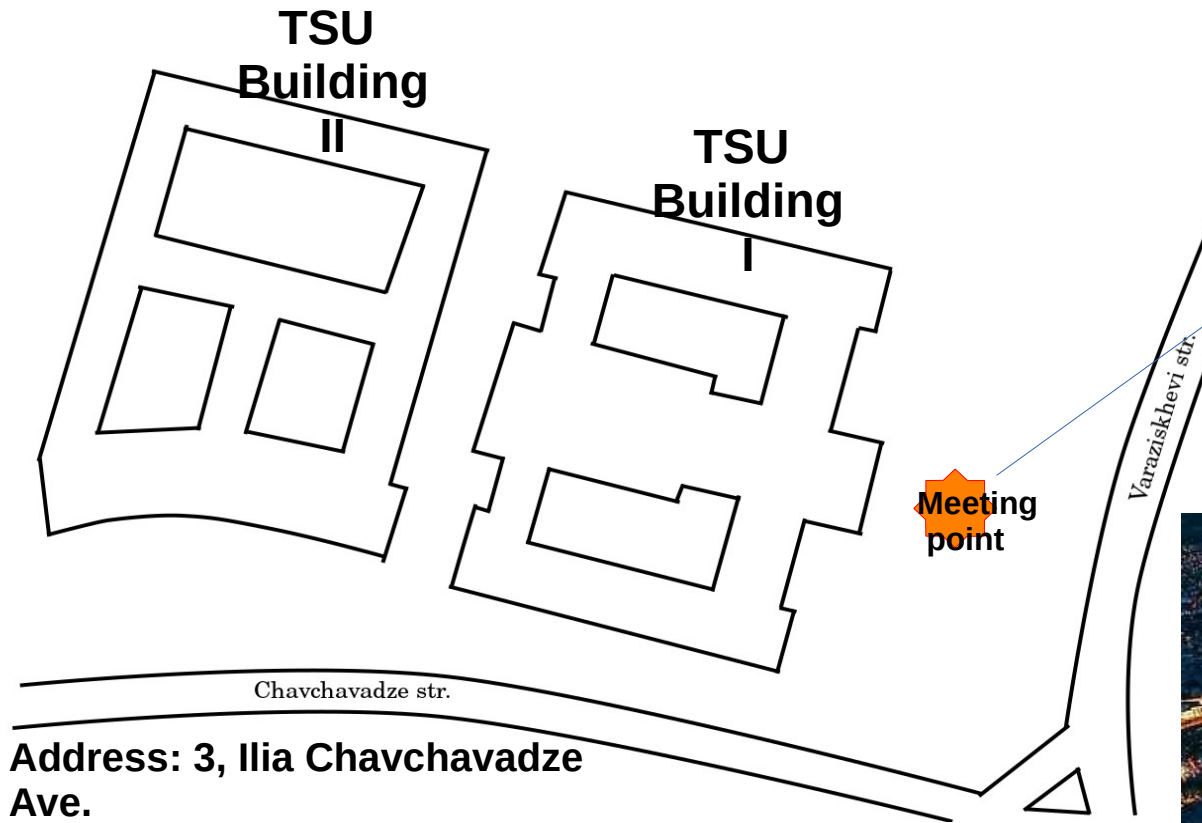 TSU
Building
II
TSU
Building
I
Varaziskhevi str.
Meeting
point
Chavchavadze str.
Address: 3, Ilia Chavchavadze
Ave.